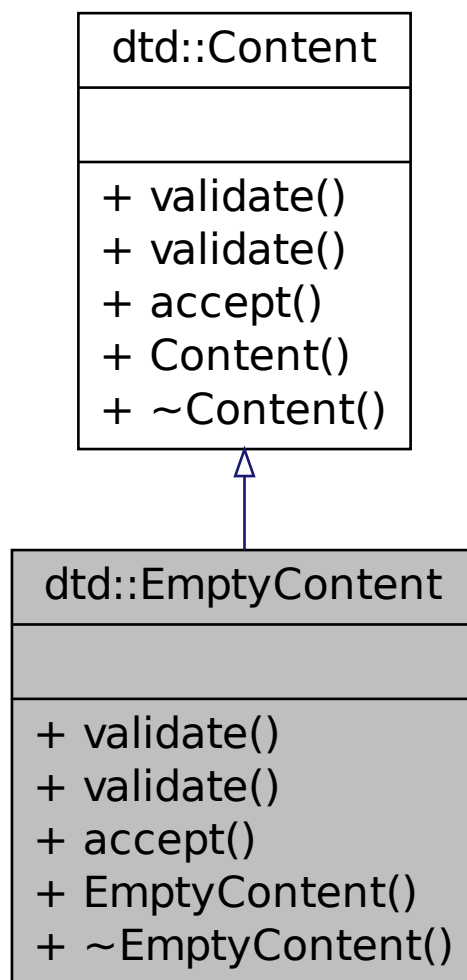 dtd::Content
+ validate()
+ validate()
+ accept()
+ Content()
+ ~Content()
dtd::EmptyContent
+ validate()
+ validate()
+ accept()
+ EmptyContent()
+ ~EmptyContent()